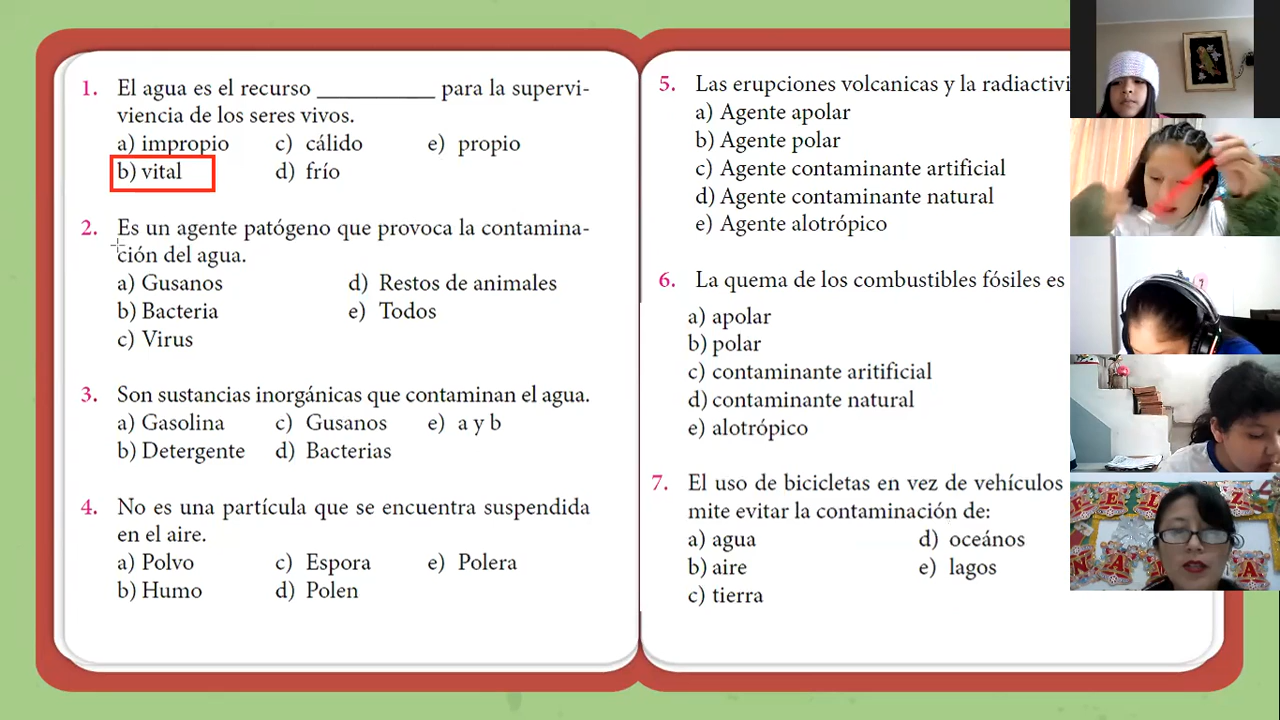 1. El agua es el recurso __________ para la supervi-
viencia de los seres vivos.
a) impropio c) cálido e) propio
b) vital d) frío
2. Es un agente patógeno que provoca la contamina-
ción del agua.
a) Gusanos d) Restos de animales
b) Bacteria e) Todos
c) Virus
3. Son sustancias inorgánicas que contaminan el agua.
a) Gasolina c) Gusanos e) a y b
b) Detergente d) Bacterias
4. No es una partícula que se encuentra suspendida
en el aire.
a) Polvo c) Espora e) Polera
b) Humo d) Polen
5. Las erupciones volcanicas y la radiactivi
a) Agente apolar
b) Agente polar
c) Agente contaminante artificial
d) Agente contaminante natural
e) Agente alotrópico
6. La quema de los combustibles fósiles es
a) apolar
b) polar
c) contaminante aritificial
d) contaminante natural
e) alotrópico
7. El uso de bicicletas en vez de vehículos
mite evitar la contaminación de:
a) agua d) oceános
b) aire e) lagos
c) tierra